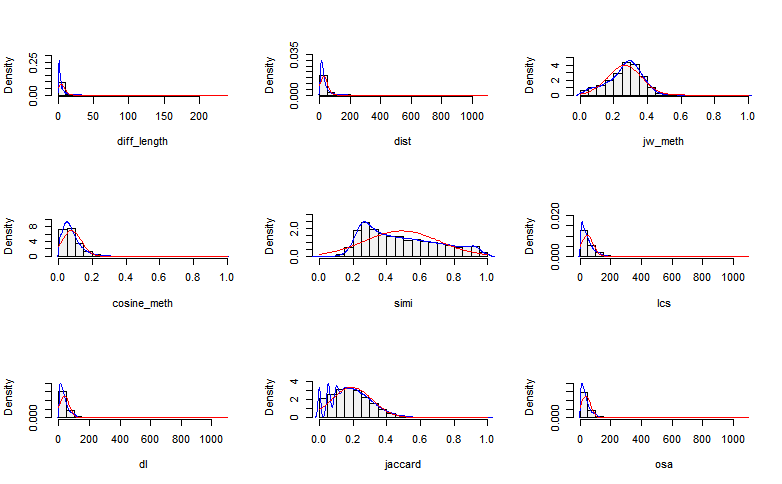 Density
0.00 0.25
0 50 100 150 200
diff_length
Density
0.000 0.035
0 200 400 600 800 1000
dist
Density
0 2 4
0.0 0.2 0.4 0.6 0.8 1.0
jw_meth
Density
0 4 8
0.0 0.2 0.4 0.6 0.8 1.0
cosine_meth
Density
0.0 2.0
0.0 0.2 0.4 0.6 0.8 1.0
simi
Density
0.000 0.020
0 200 400 600 800 1000
lcs
Density
0.000
0 200 400 600 800 1000
dl
Density
0 2 4
0.0 0.2 0.4 0.6 0.8 1.0
jaccard
Density
0.000
0 200 400 600 800 1000
osa